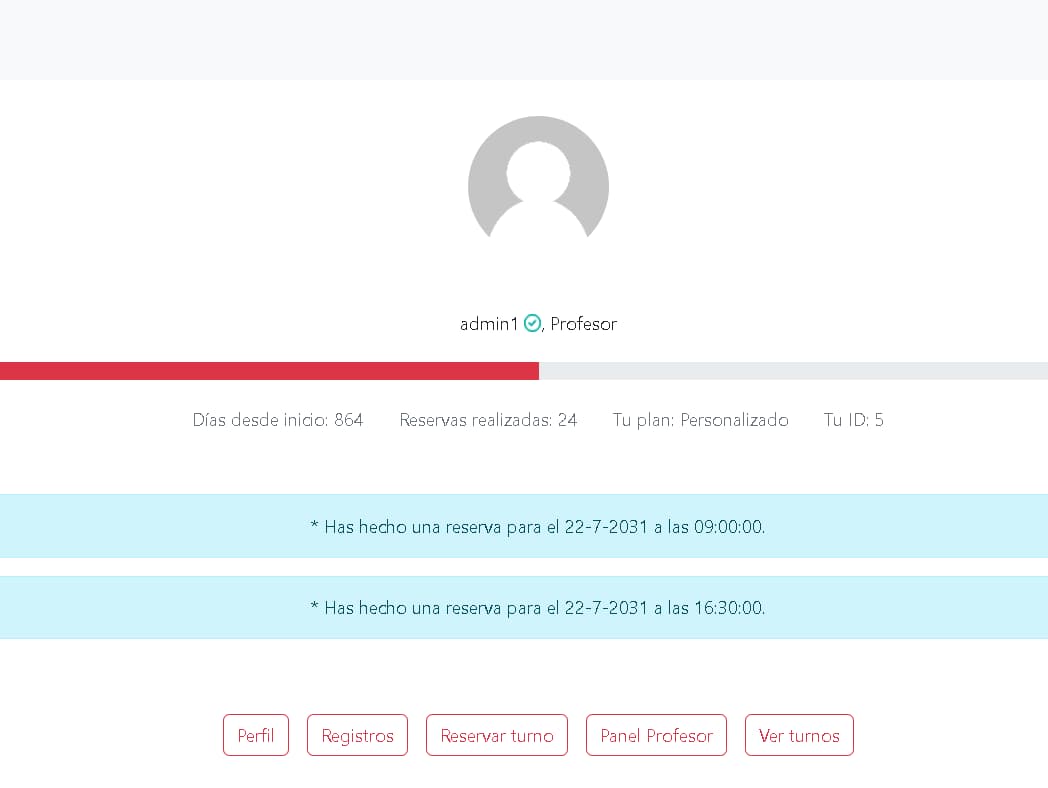 admin1 , Profesor
Días desde inicio: 864 Reservas realizadas: 24 Tu plan: Personalizado Tu ID: 5
* Has hecho una reserva para el 22-7-2031 a las 09:00:00.
* Has hecho una reserva para el 22-7-2031 a las 16:30:00.
Perfil Registros Reservar turno Panel Profesor Ver turnos